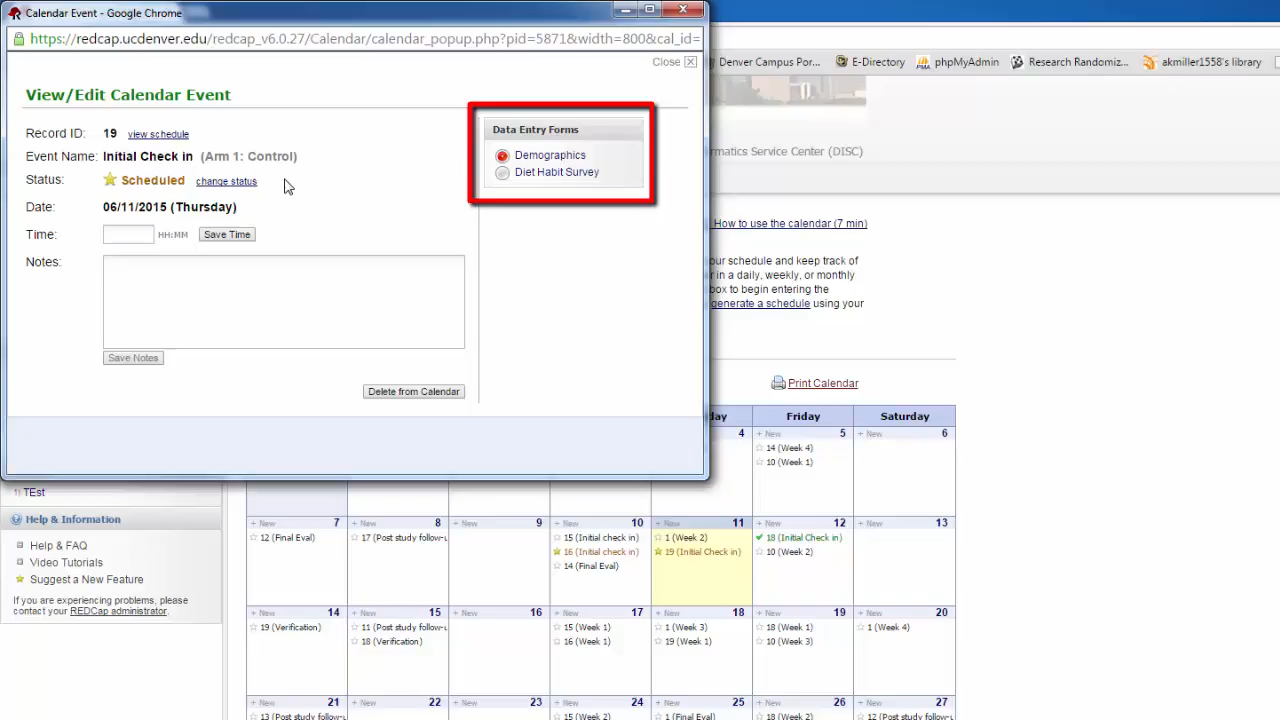 Calendar Event - Google Chrome
https://redcap.ucdenver.edu/redcap_v6.0.27/Calendar/calendar_popup.php?pid=5871&width=800&cal_id=
Close
View/Edit Calendar Event
Record ID: 19 view schedule
Event Name: Initial Check in (Arm 1: Control)
Status: Scheduled change status
Date: 06/11/2015 (Thursday)
Time: HH:MM Save Time
Notes:
Save Notes
Delete from Calendar
Data Entry Forms
Demographics
Diet Habit Survey
Denver Campus Por... E-Directory phpMyAdmin Research Randomiz... akmiller1558's library
rmatics Service Center (DISC)
How to use the calendar (7 min)
our schedule and keep track of
r in a daily, weekly, or monthly
box to begin entering the
generate a schedule using your
Print Calendar
1) TEst
Help & Information
Help & FAQ
Video Tutorials
Suggest a New Feature
If you are experiencing problems, please
contact your REDCap administrator.
day Friday Saturday
4 + New 5 + New 6
14 (Week 4)
10 (Week 1)
+ New 7 + New 8 + New 9 + New 10 + New 11 + New 12 + New 13
12 (Final Eval) 17 (Post study follow-u 15 (Initial check in) 1 (Week 2) 18 (Initial Check in)
16 (Initial check in) 19 (Initial Check in) 10 (Week 2)
14 (Final Eval)
+ New 14 + New 15 + New 16 + New 17 + New 18 + New 19 + New 20
19 (Verification) 11 (Post study follow-u 15 (Week 1) 1 (Week 3) 18 (Week 1) 1 (Week 4)
18 (Verification) 16 (Week 1) 19 (Week 1) 10 (Week 3)
+ New 21 + New 22 + New 23 + New 24 + New 25 + New 26 + New 27
13 (Post study follow-u 15 (Week 2) 1 (Final Eval) 18 (Week 2) 12 (Post study follow-u